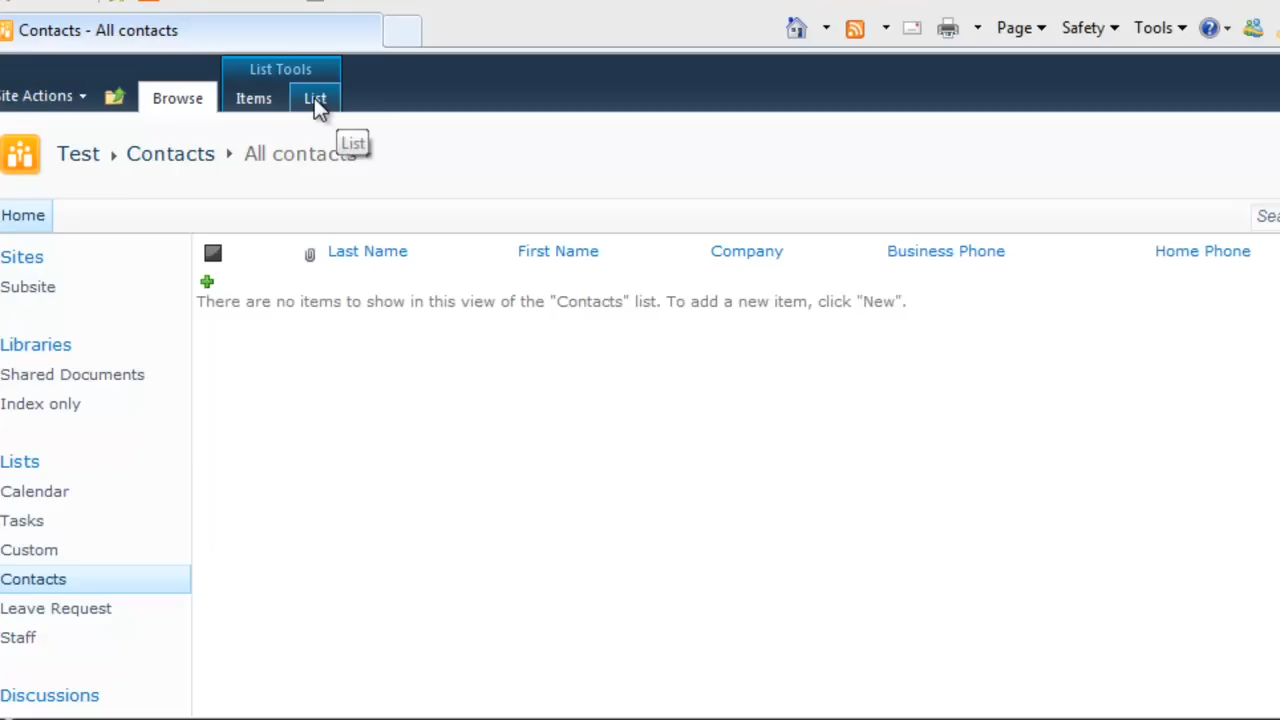 Contacts - All contacts
Page Safety Tools
List Tools
ite Actions Browse Items List
List
Test Contacts All contacts
Home
Sea
Sites
Subsite
Libraries
Shared Documents
Index only
Lists
Calendar
Tasks
Custom
Contacts
Leave Request
Staff
Discussions
Last Name First Name Company Business Phone Home Phone
There are no items to show in this view of the "Contacts" list. To add a new item, click "New".